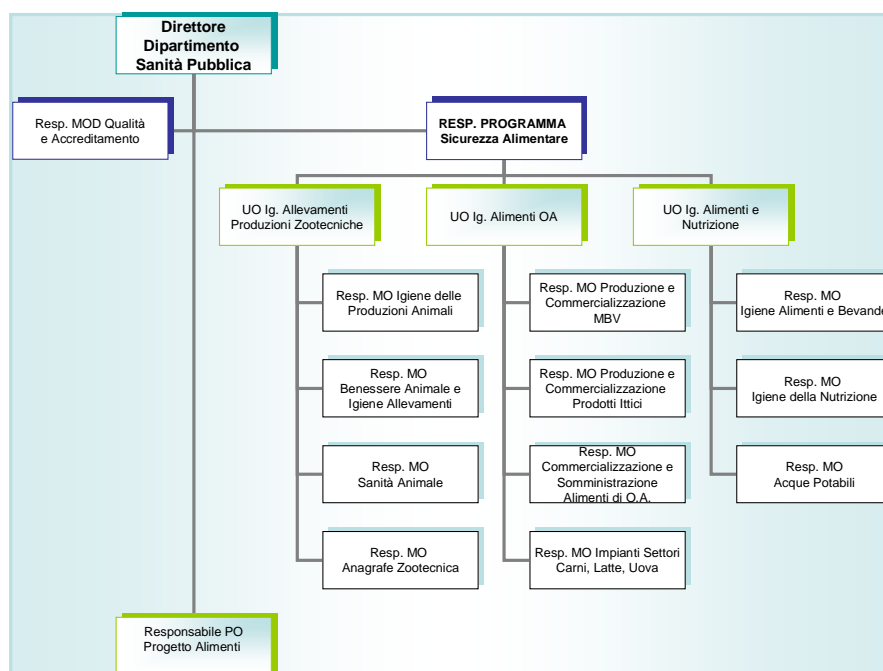 Direttore
Dipartimento
Sanità Pubblica
Resp. MOD Qualità
e Accreditamento
RESP. PROGRAMMA
Sicurezza Alimentare
UO Ig. Allevamenti
Produzioni Zootecniche
UO Ig. Alimenti OA
UO Ig. Alimenti e
Nutrizione
Resp. MO Igiene delle
Produzioni Animali
Resp. MO Produzione e
Commercializzazione
MBV
Resp. MO
Igiene Alimenti e Bevande
Resp. MO
Benessere Animale e
Igiene Allevamenti
Resp. MO Produzione e
Commercializzazione
Prodotti Ittici
Resp. MO
Igiene della Nutrizione
Resp. MO
Sanità Animale
Resp. MO
Commercializzazione e
Somministrazione
Alimenti di O.A.
Resp. MO
Acque Potabili
Resp. MO
Anagrafe Zootecnica
Resp. MO Impianti Settori
Carni, Latte, Uova
Responsabile PO
Progetto Alimenti